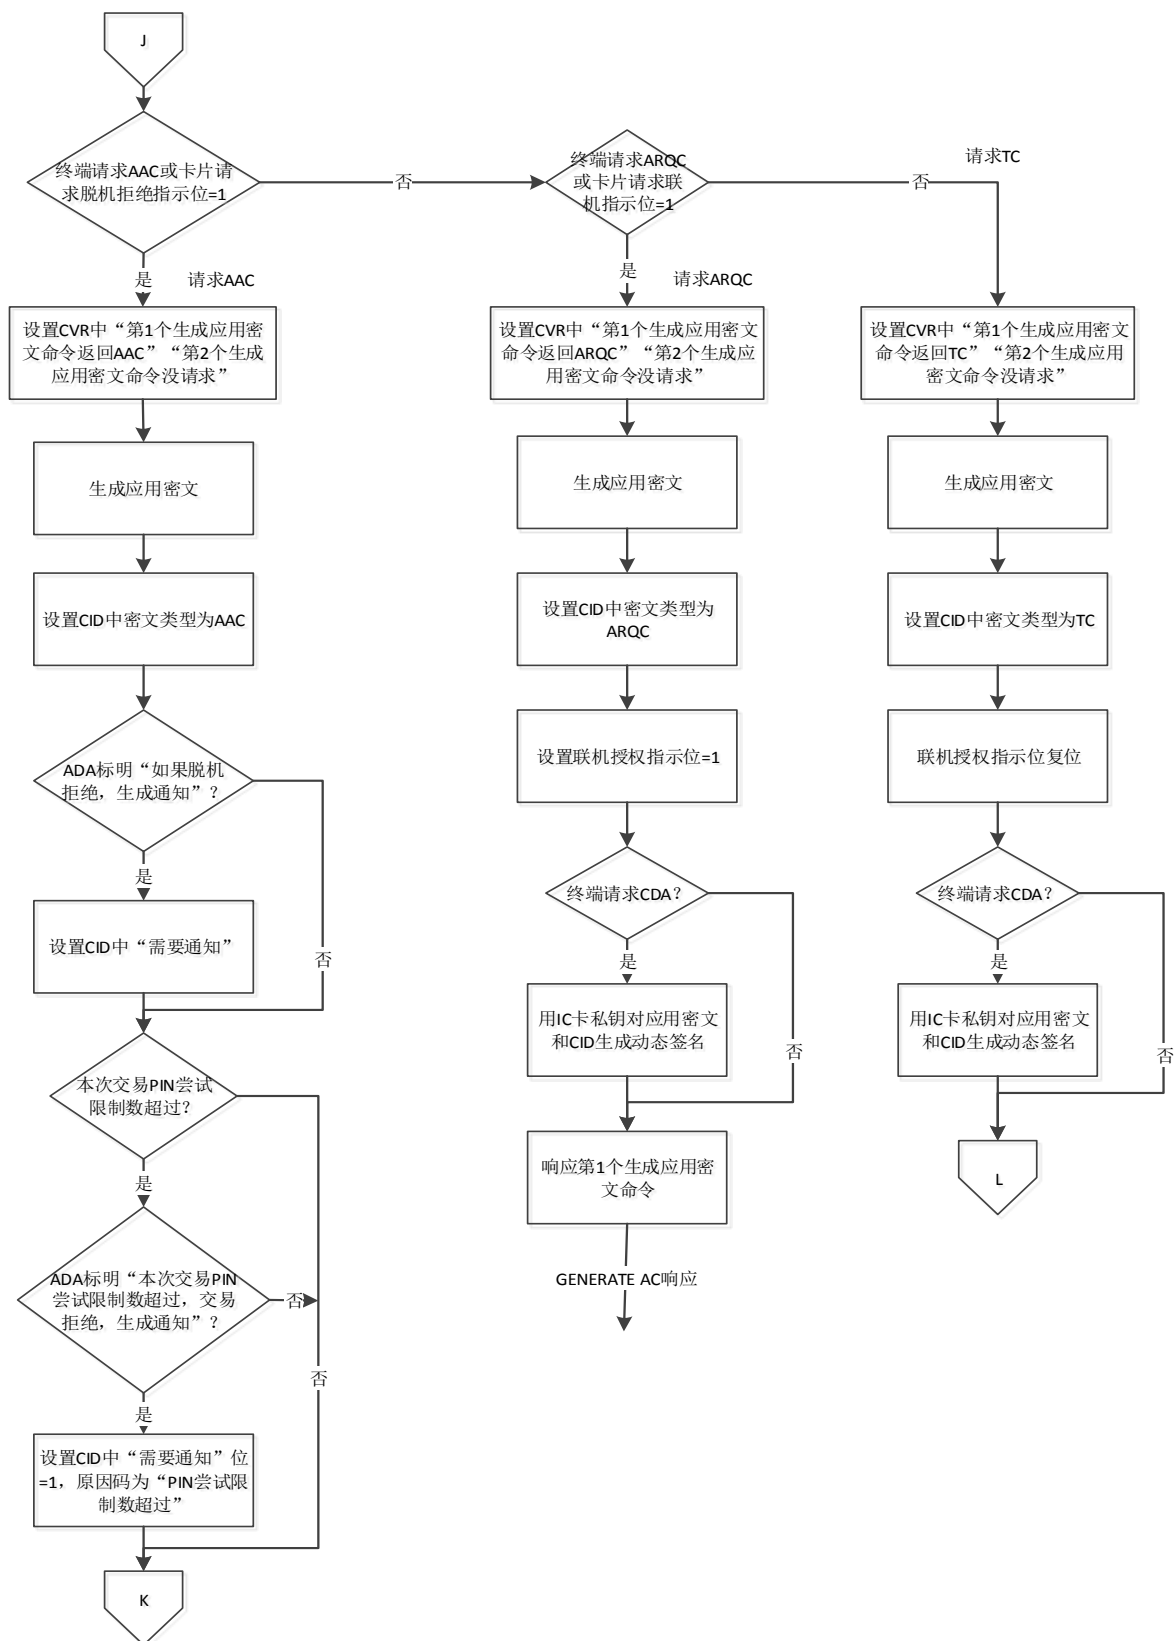 J
终端请求AAC或卡片请
求脱机拒绝指示位=1
否
终端请求ARQC
或卡片请求联
机指示位=1
请求TC
否
是
请求AAC
是
请求ARQC
设置CVR中“第1个生成应用密
文命令返回AAC”“第2个生成
应用密文命令没请求”
设置CVR中“第1个生成应用密文
命令返回ARQC”“第2个生成应
用密文命令没请求”
设置CVR中“第1个生成应用密文
命令返回TC”“第2个生成应用
密文命令没请求”
生成应用密文
生成应用密文
生成应用密文
设置CID中密文类型为AAC
设置CID中密文类型为
ARQC
设置CID中密文类型为TC
ADA标明“如果脱机
拒绝，生成通知”？
设置联机授权指示位=1
联机授权指示位复位
是
终端请求CDA？
终端请求CDA？
设置CID中“需要通知”
否
是
是
用IC卡私钥对应用密文
和CID生成动态签名
否
用IC卡私钥对应用密文
和CID生成动态签名
否
本次交易PIN尝试
限制数超过？
是
响应第1个生成应用密
文命令
L
ADA标明“本次交易PIN
尝试限制数超过，交易
拒绝，生成通知”？
否
GENERATE AC响应
否
是
设置CID中“需要通知”位
=1，原因码为“PIN尝试限
制数超过”
K